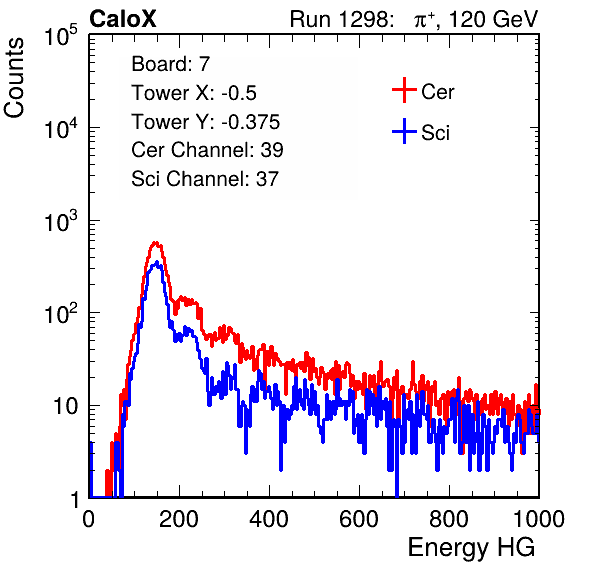 CaloX Run 1298: π⁺, 120 GeV
Board: 7
Tower X: -0.5
Tower Y: -0.375
Cer Channel: 39
Sci Channel: 37
Cer
Sci
Counts
10⁵
10⁴
10³
10²
10
1
0 200 400 600 800 1000
Energy HG